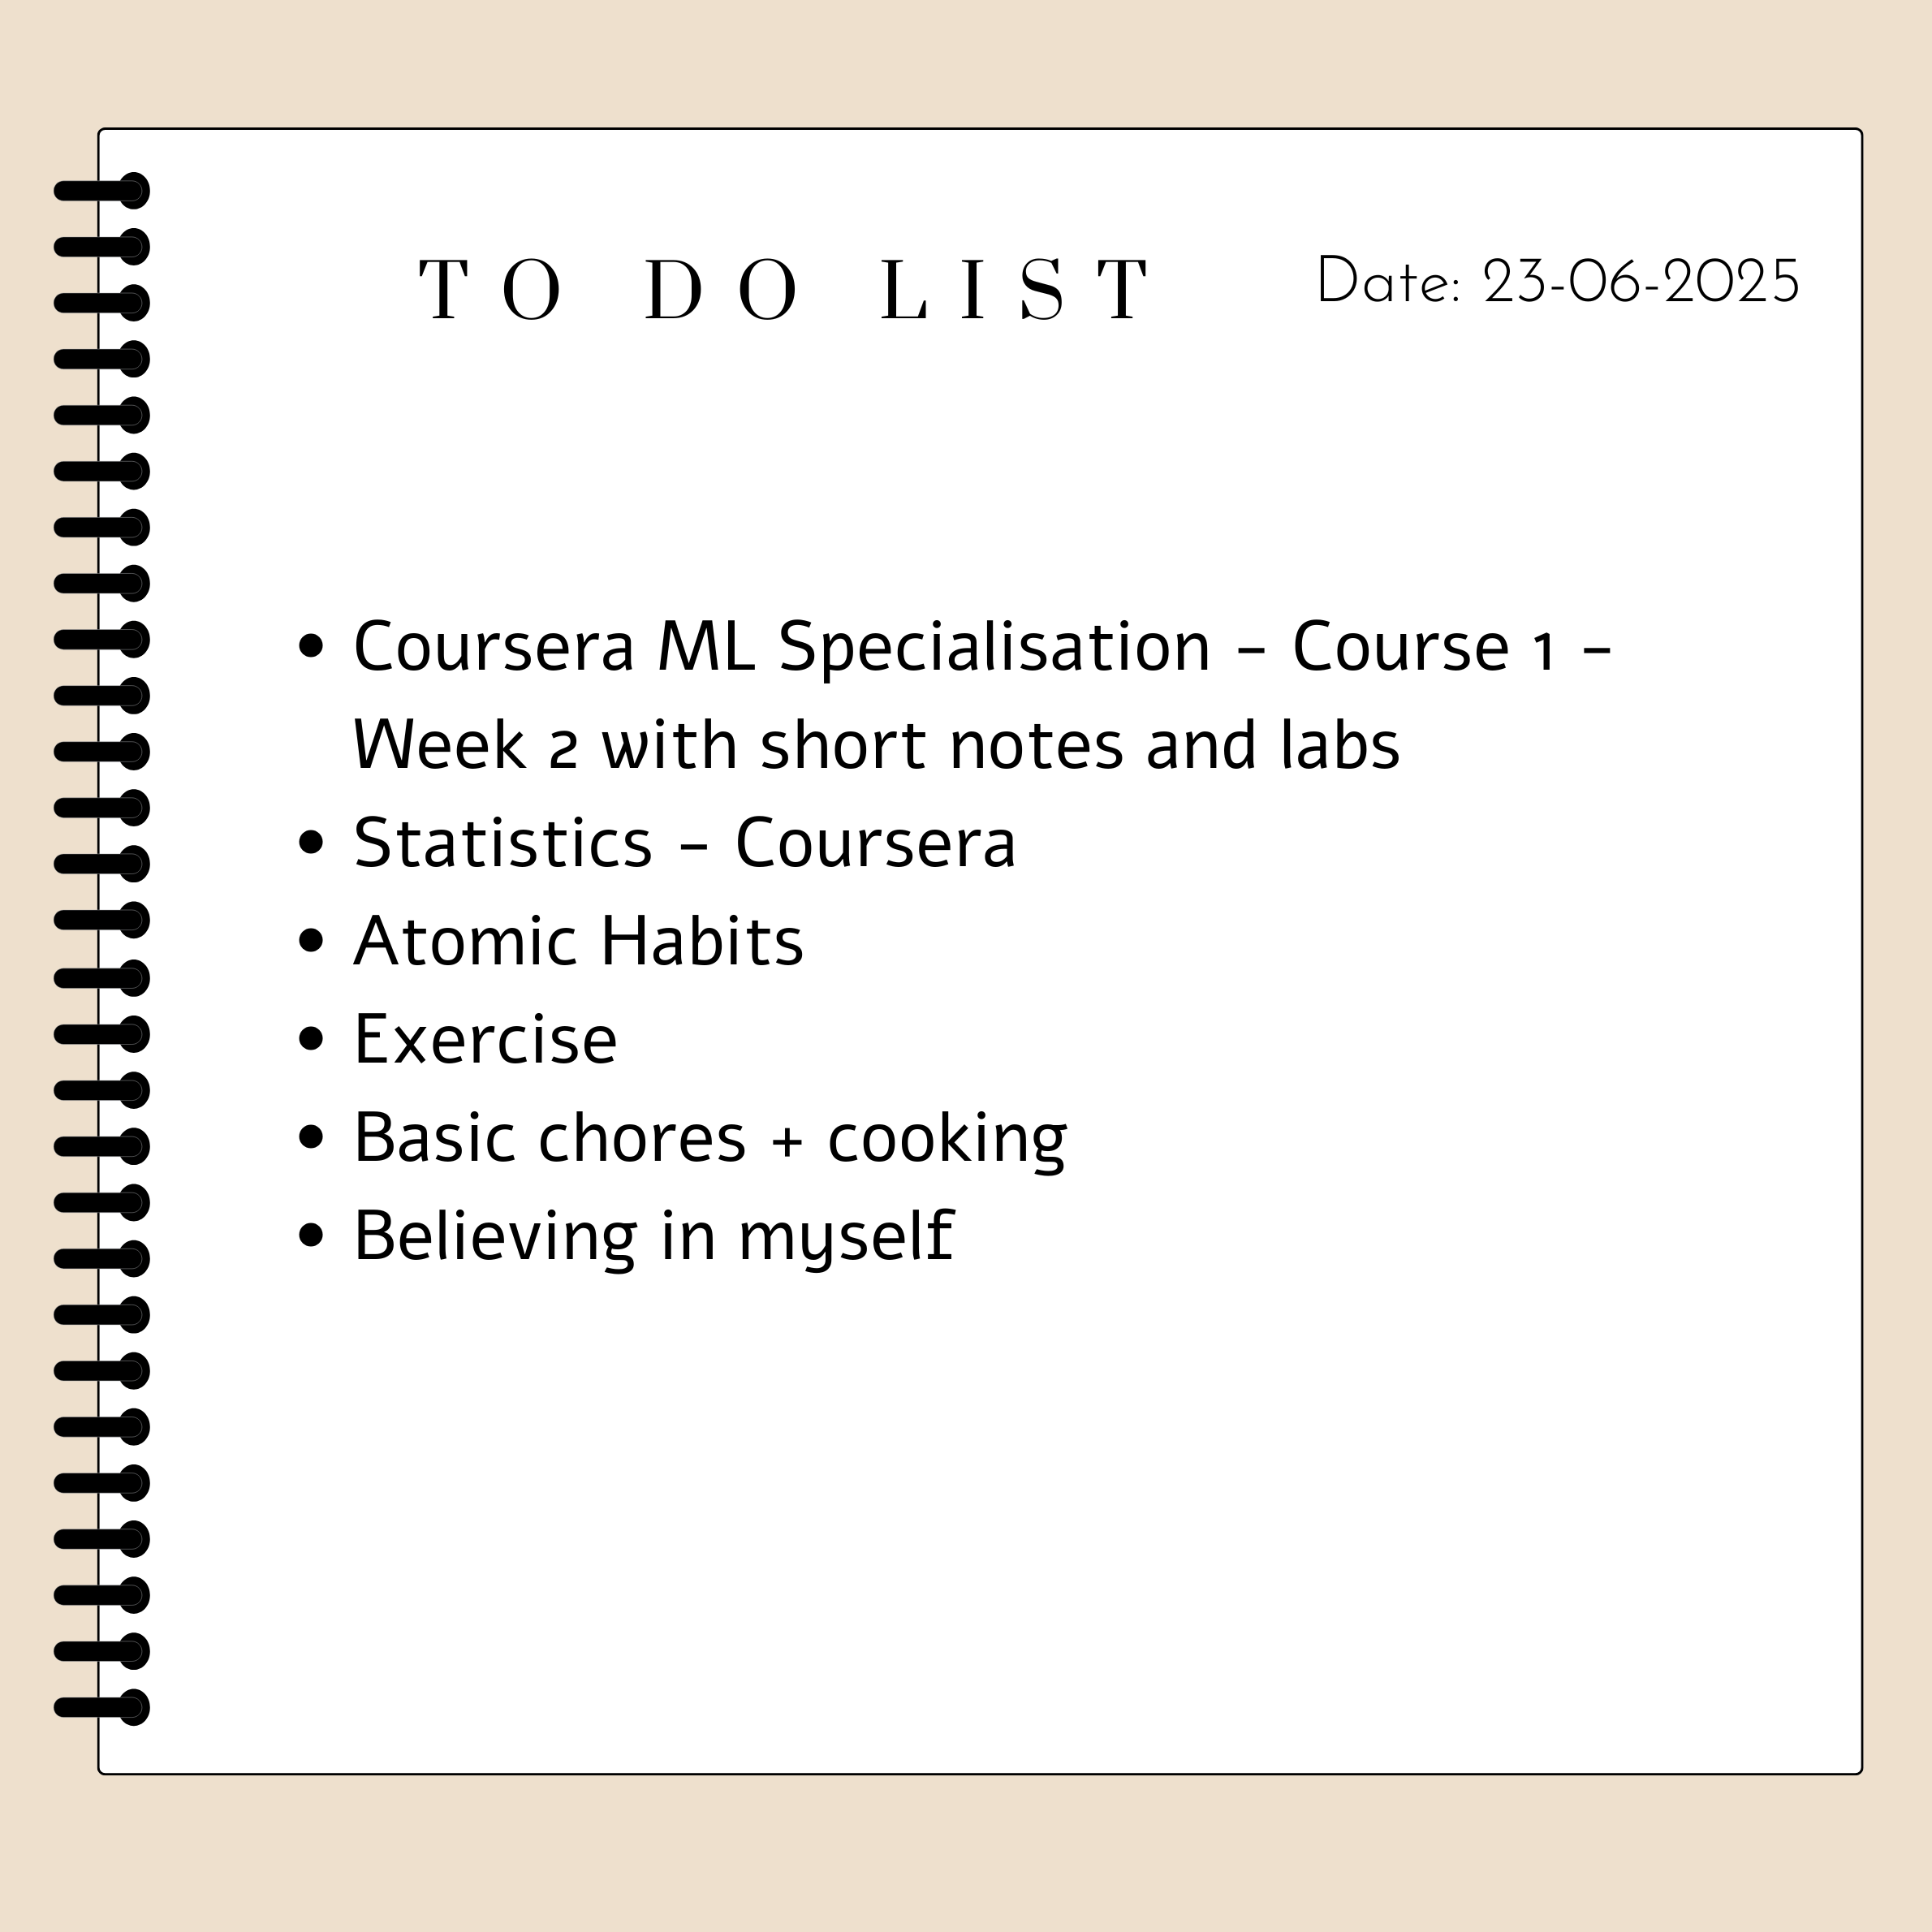 TO DO LIST
Date: 23-06-2025
• Coursera ML Specialisation - Course 1 -
Week 2 with short notes and labs
• Statistics - Coursera
• Atomic Habits
• Exercise
• Basic chores + cooking
• Believing in myself